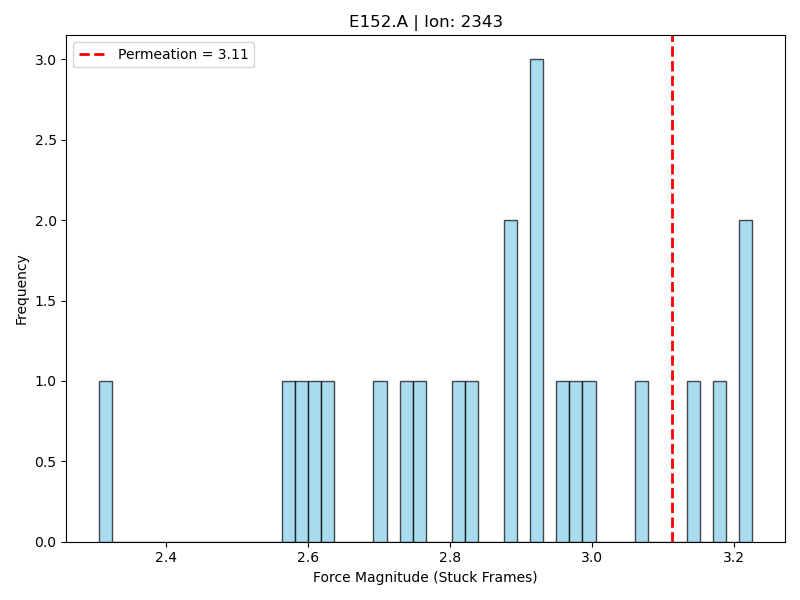 E152.A | Ion: 2343
Permeation = 3.11
3.0
2.5
2.0
1.5
1.0
0.5
0.0
Frequency
2.4 2.6 2.8 3.0 3.2
Force Magnitude (Stuck Frames)